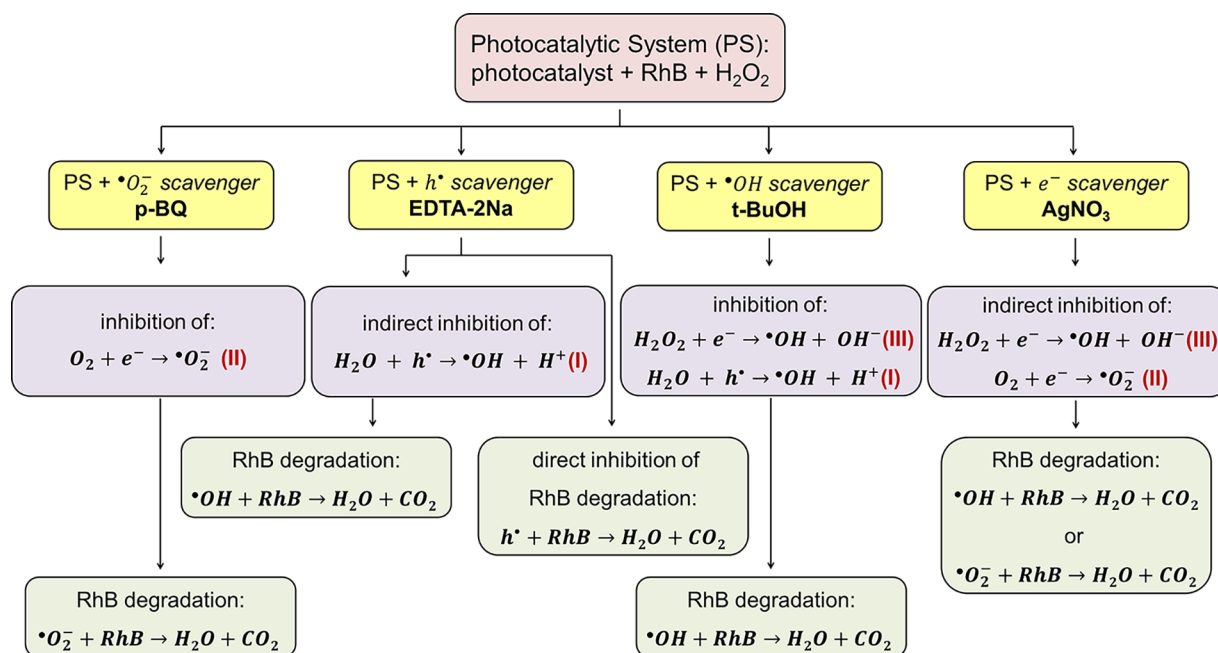 Photocatalytic System (PS):
photocatalyst + RhB + H₂O₂
PS + •O₂⁻ scavenger
p-BQ
PS + h• scavenger
EDTA-2Na
PS + •OH scavenger
t-BuOH
PS + e⁻ scavenger
AgNO₃
inhibition of:
O₂ + e⁻ → •O₂⁻ (II)
indirect inhibition of:
H₂O + h• → •OH + H⁺ (I)
inhibition of:
H₂O₂ + e⁻ → •OH + OH⁻ (III)
H₂O + h• → •OH + H⁺ (I)
indirect inhibition of:
H₂O₂ + e⁻ → •OH + OH⁻ (III)
O₂ + e⁻ → •O₂⁻ (II)
RhB degradation:
•OH + RhB → H₂O + CO₂
direct inhibition of
RhB degradation:
h• + RhB → H₂O + CO₂
RhB degradation:
•OH + RhB → H₂O + CO₂
or
•O₂⁻ + RhB → H₂O + CO₂
RhB degradation:
•O₂⁻ + RhB → H₂O + CO₂
RhB degradation:
•OH + RhB → H₂O + CO₂